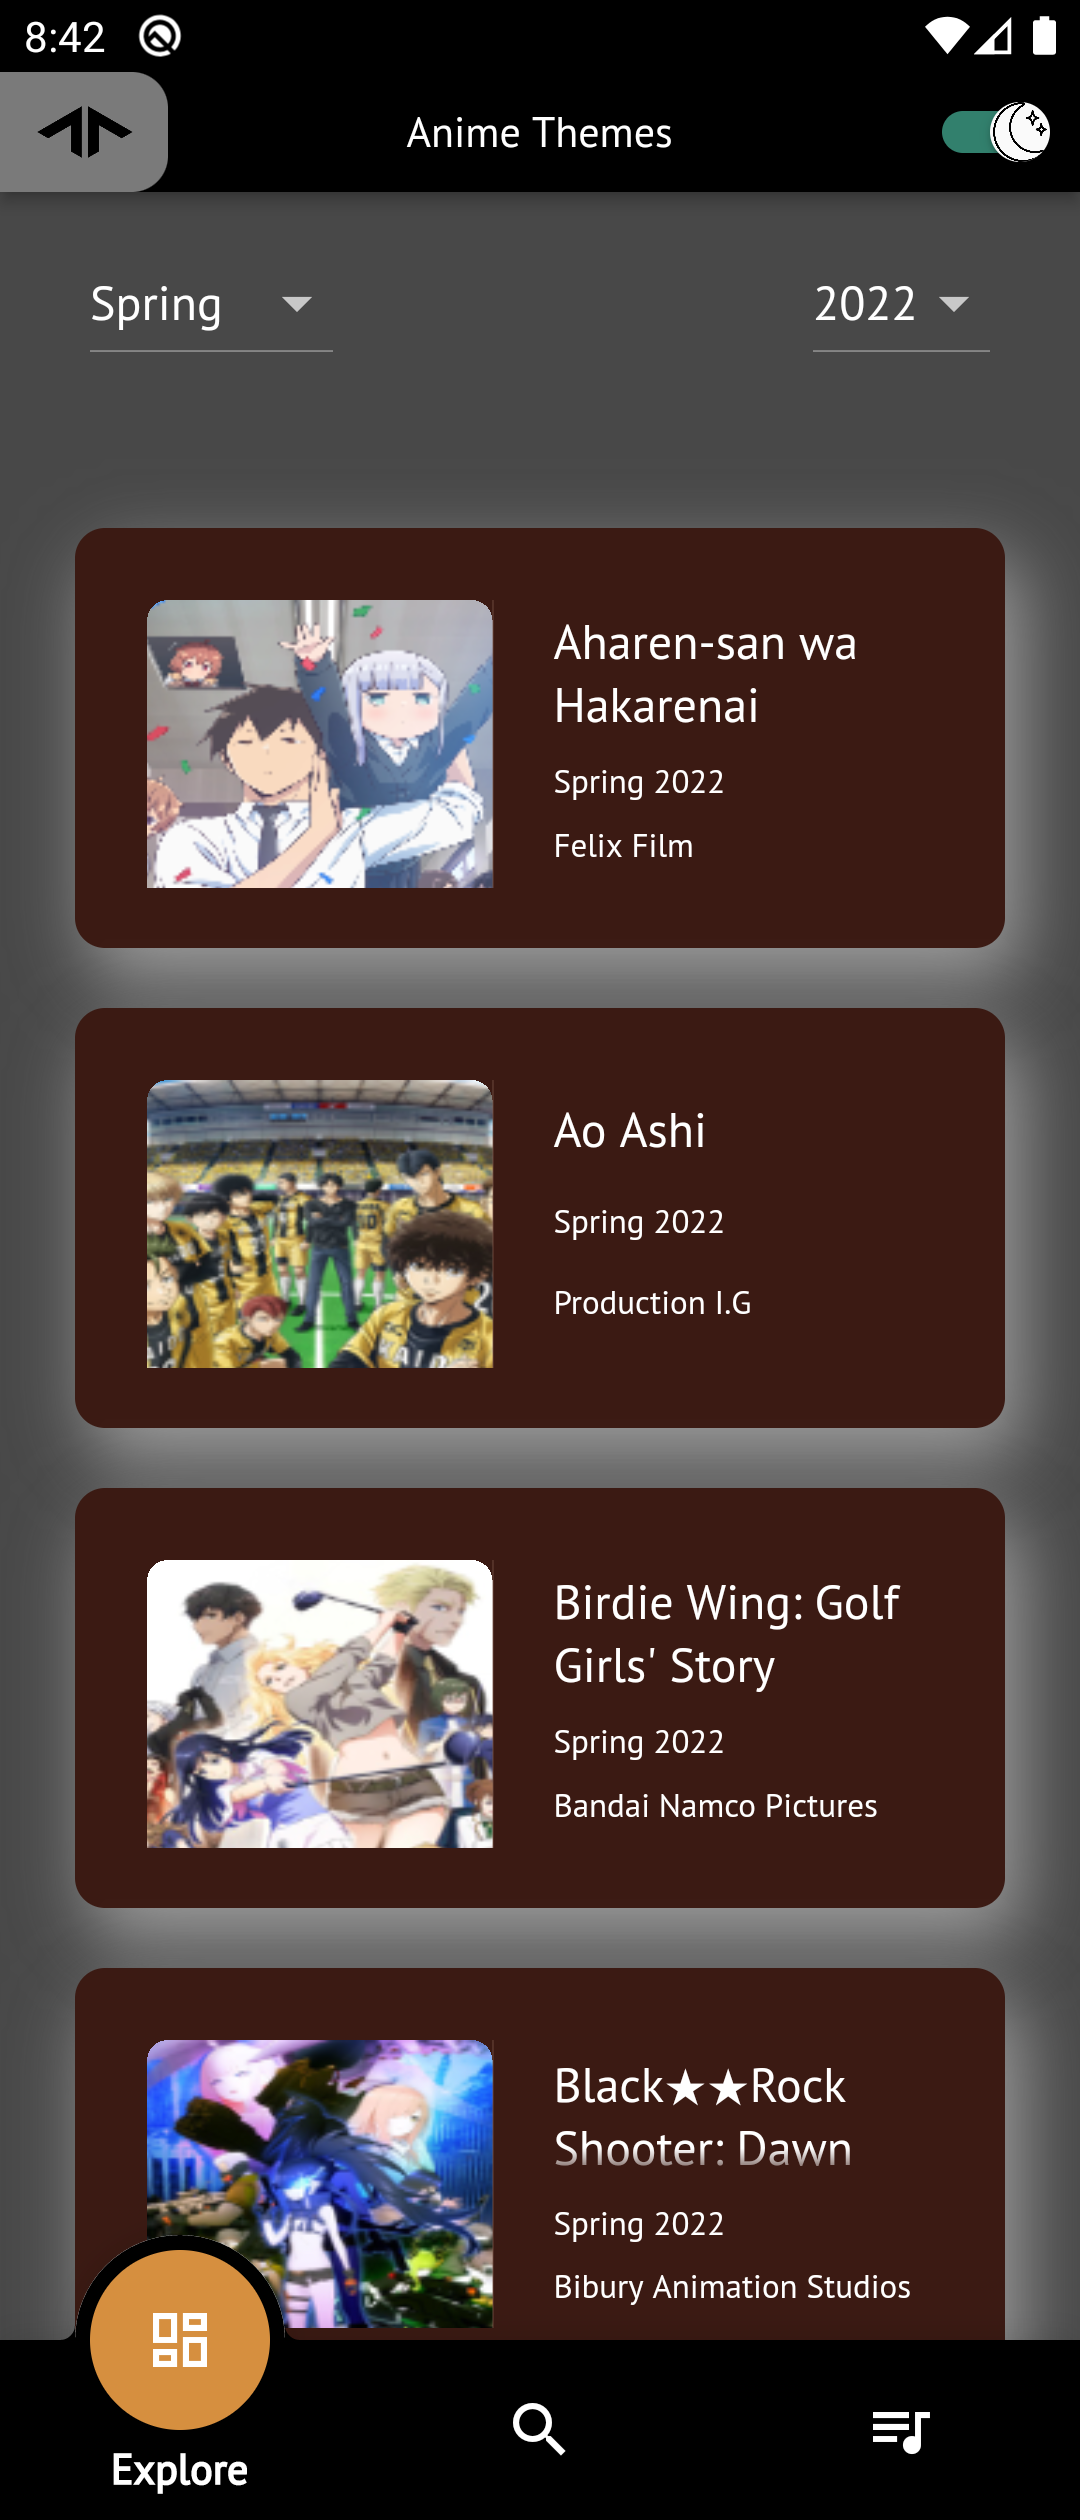 8:42
Anime Themes
Spring
2022
Aharen-san wa
Hakarenai
Spring 2022
Felix Film
Ao Ashi
Spring 2022
Production I.G
Birdie Wing: Golf
Girls' Story
Spring 2022
Bandai Namco Pictures
Black★★Rock
Shooter: Dawn
Spring 2022
Bibury Animation Studios
Explore